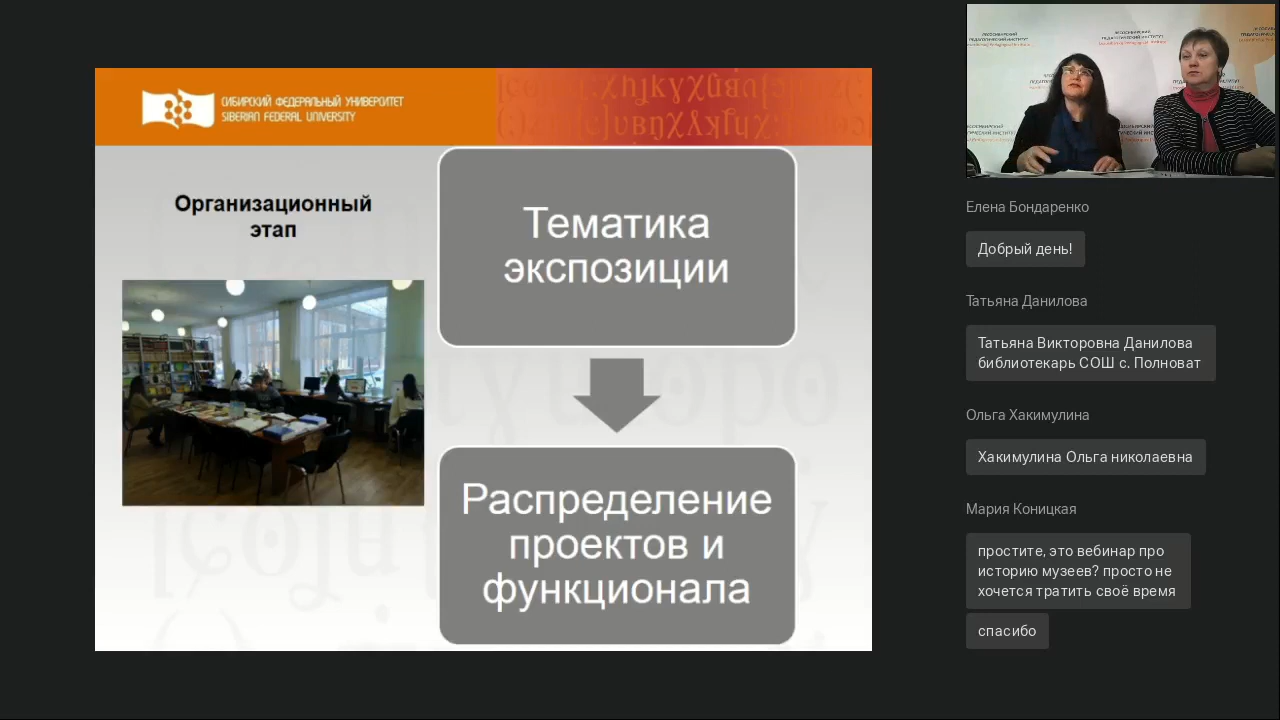 СИБИРСКИЙ ФЕДЕРАЛЬНЫЙ УНИВЕРСИТЕТ
SIBERIAN FEDERAL UNIVERSITY
Организационный
этап
Тематика
экспозиции
Распределение
проектов и
функционала
Елена Бондаренко
Добрый день!
Татьяна Данилова
Татьяна Викторовна Данилова
библиотекарь СОШ с. Полноват
Ольга Хакимулина
Хакимулина Ольга николаевна
Мария Коницкая
простите, это вебинар про
историю музеев? просто не
хочется тратить своё время
спасибо